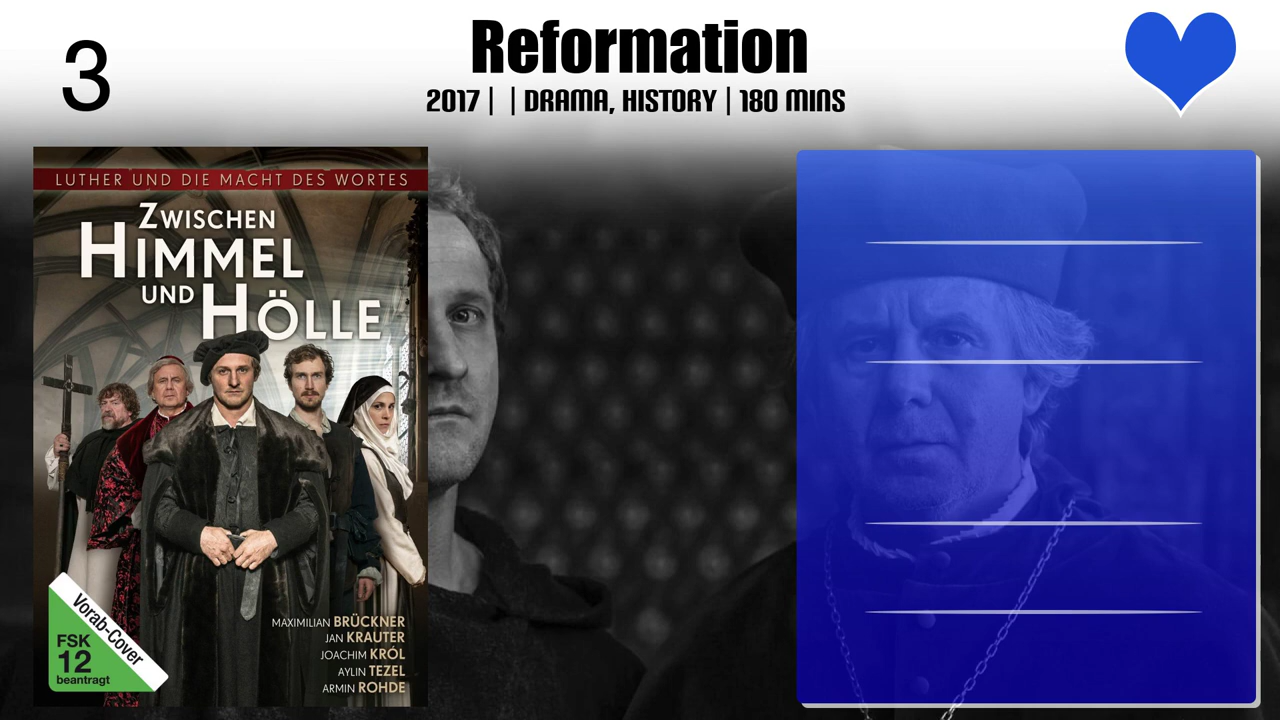 3
Reformation
2017 | | DRAMA, HISTORY | 180 MINS
LUTHER UND DIE MACHT DES WORTES
ZWISCHEN
HIMMEL
UND HÖLLE
Vorab-Cover
FSK
12
beantragt
MAXIMILIAN BRÜCKNER
JAN KRAUTER
JOACHIM KRÓL
AYLIN TEZEL
ARMIN ROHDE